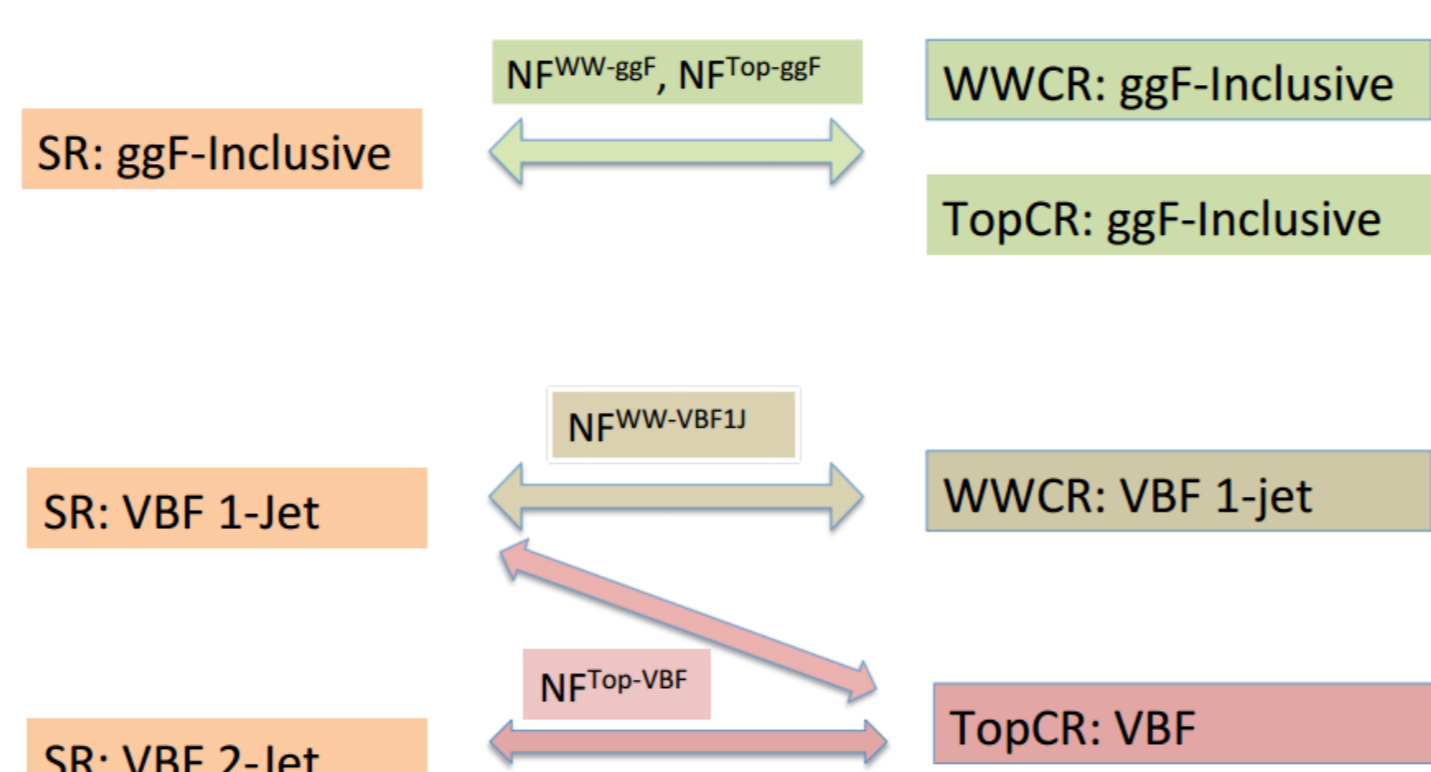 NF^WW-ggF, NF^Top-ggF
WWCR: ggF-Inclusive
SR: ggF-Inclusive
TopCR: ggF-Inclusive
NF^WW-VBF1J
SR: VBF 1-Jet
WWCR: VBF 1-jet
NF^Top-VBF
TopCR: VBF
SR: VBF 2-Jet